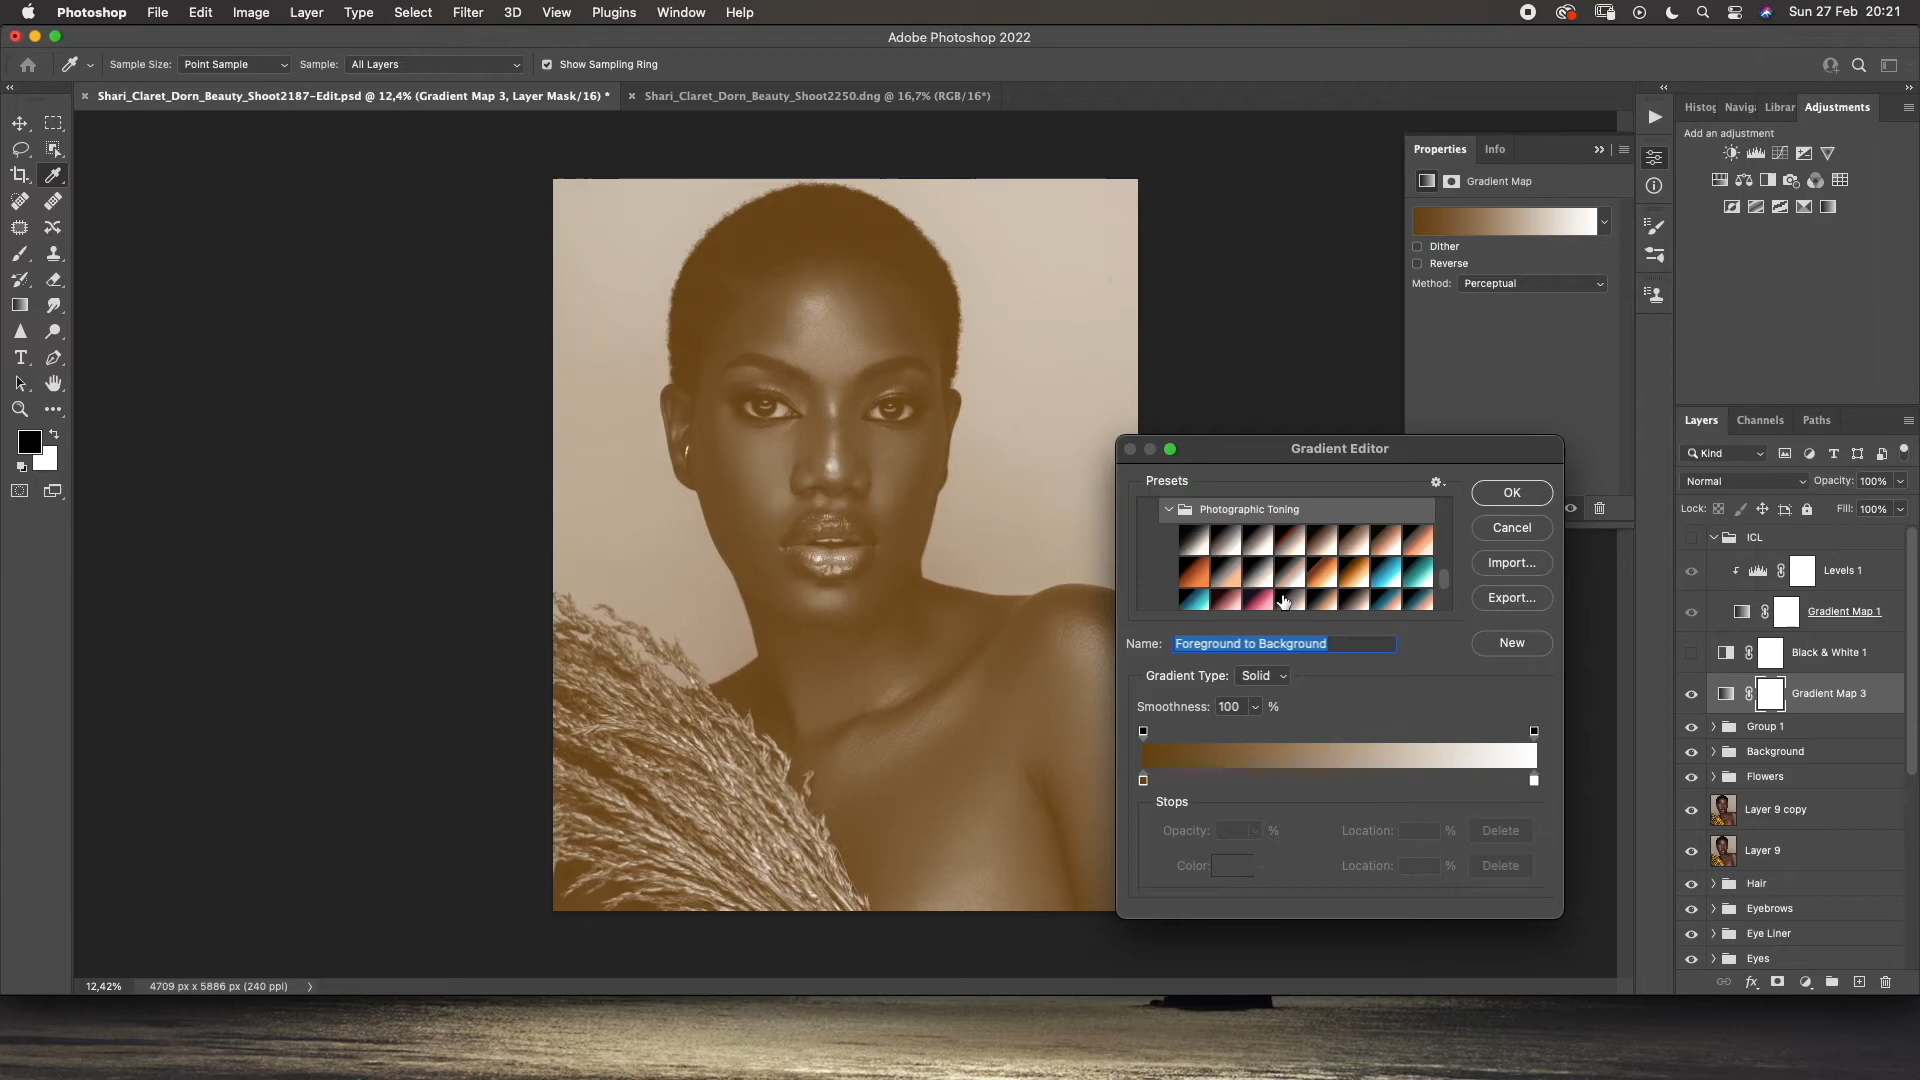 Photoshop File Edit Image Layer Type Select Filter 3D View Plugins Window Help Sun 27 Feb 20:21
Adobe Photoshop 2022
Sample Size: Point Sample Sample: All Layers Show Sampling Ring
Shari_Claret_Dorn_Beauty_Shoot2187-Edit.psd @ 12,4% (Gradient Map 3, Layer Mask/16) * Shari_Claret_Dorn_Beauty_Shoot2250.dng @ 16,7% (RGB/16*)
Histog Naviga Librar Adjustments
Add an adjustment
Properties Info
Gradient Map
Dither
Reverse
Method: Perceptual
Gradient Editor
Presets
Photographic Toning
OK
Cancel
Import...
Export...
Name: Foreground to Background New
Gradient Type: Solid
Smoothness: 100 %
Stops
Opacity: % Location: % Delete
Color: Location: % Delete
Layers Channels Paths
Kind
Normal Opacity: 100%
Lock: Fill: 100%
ICL
Levels 1
Gradient Map 1
Black & White 1
Gradient Map 3
Group 1
Background
Flowers
Layer 9 copy
Layer 9
Hair
Eyebrows
Eye Liner
Eyes
12,42% 4709 px x 5886 px (240 ppi)